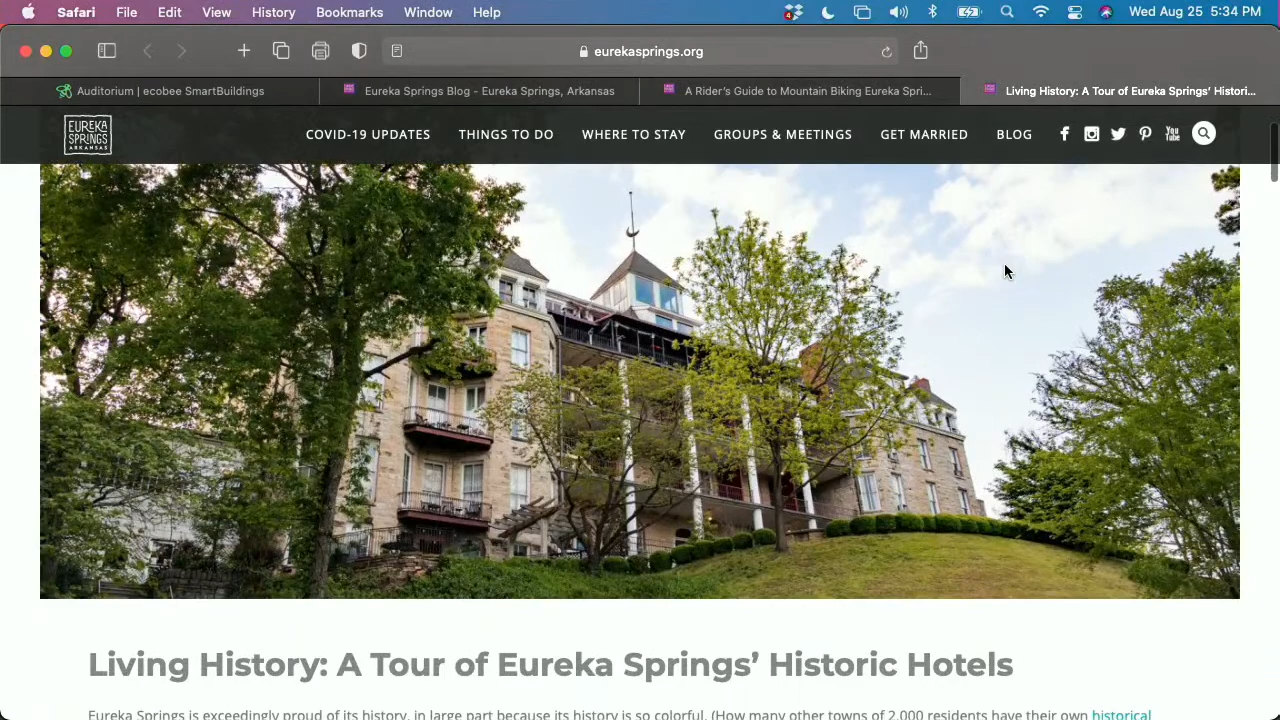 Safari File Edit View History Bookmarks Window Help 4 Wed Aug 25 5:34 PM
eurekasprings.org
Auditorium | ecobee SmartBuildings Eureka Springs Blog - Eureka Springs, Arkansas A Rider's Guide to Mountain Biking Eureka Spri... Living History: A Tour of Eureka Springs' Histori...
EUREKA SPRINGS ARKANSAS COVID-19 UPDATES THINGS TO DO WHERE TO STAY GROUPS & MEETINGS GET MARRIED BLOG You Tube
Living History: A Tour of Eureka Springs’ Historic Hotels
Eureka Springs is exceedingly proud of its history, in large part because its history is so colorful. (How many other towns of 2,000 residents have their own historical